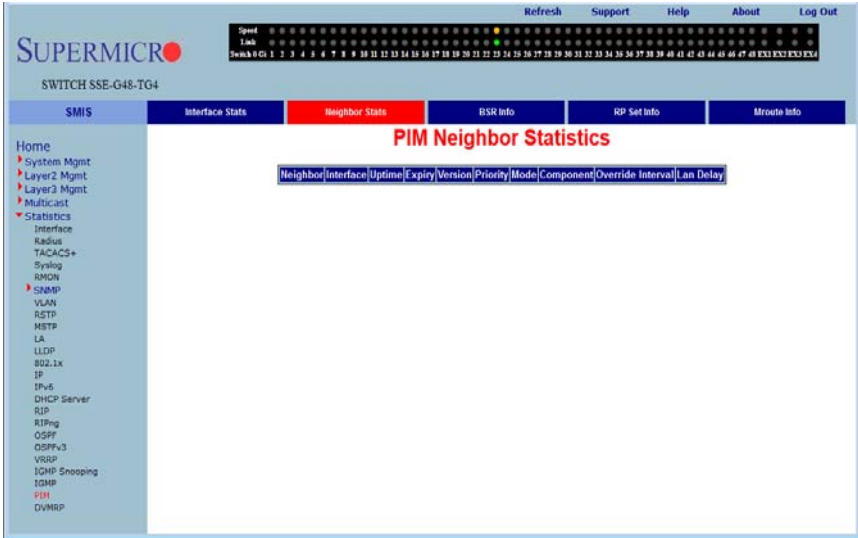 Refresh Support Help About Log Out
Speed
Link
Switch 0 Gi 1 2 3 4 5 6 7 8 9 10 11 12 13 14 15 16 17 18 19 20 21 22 23 24 25 26 27 28 29 30 31 32 33 34 35 36 37 38 39 40 41 42 43 44 45 46 47 48 EX1 EX2 EX3 EX4
SUPERMICRO
SWITCH SSE-G48-TG4
SMIS Interface Stats Neighbor Stats BSR Info RP Set Info Mroute Info
PIM Neighbor Statistics
Neighbor Interface Uptime Expiry Version Priority Mode Component Override Interval Lan Delay
Home
System Mgmt
Layer2 Mgmt
Layer3 Mgmt
Multicast
Statistics
Interface
Radius
TACACS+
Syslog
RMON
SNMP
VLAN
RSTP
MSTP
LA
LLDP
802.1x
IP
IPv6
DHCP Server
RIP
RIPng
OSPF
OSPFv3
VRRP
IGMP Snooping
IGMP
PIM
DVMRP